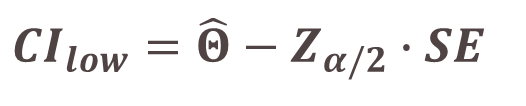 CI_low = Θ̂ − Z_α/2 · SE